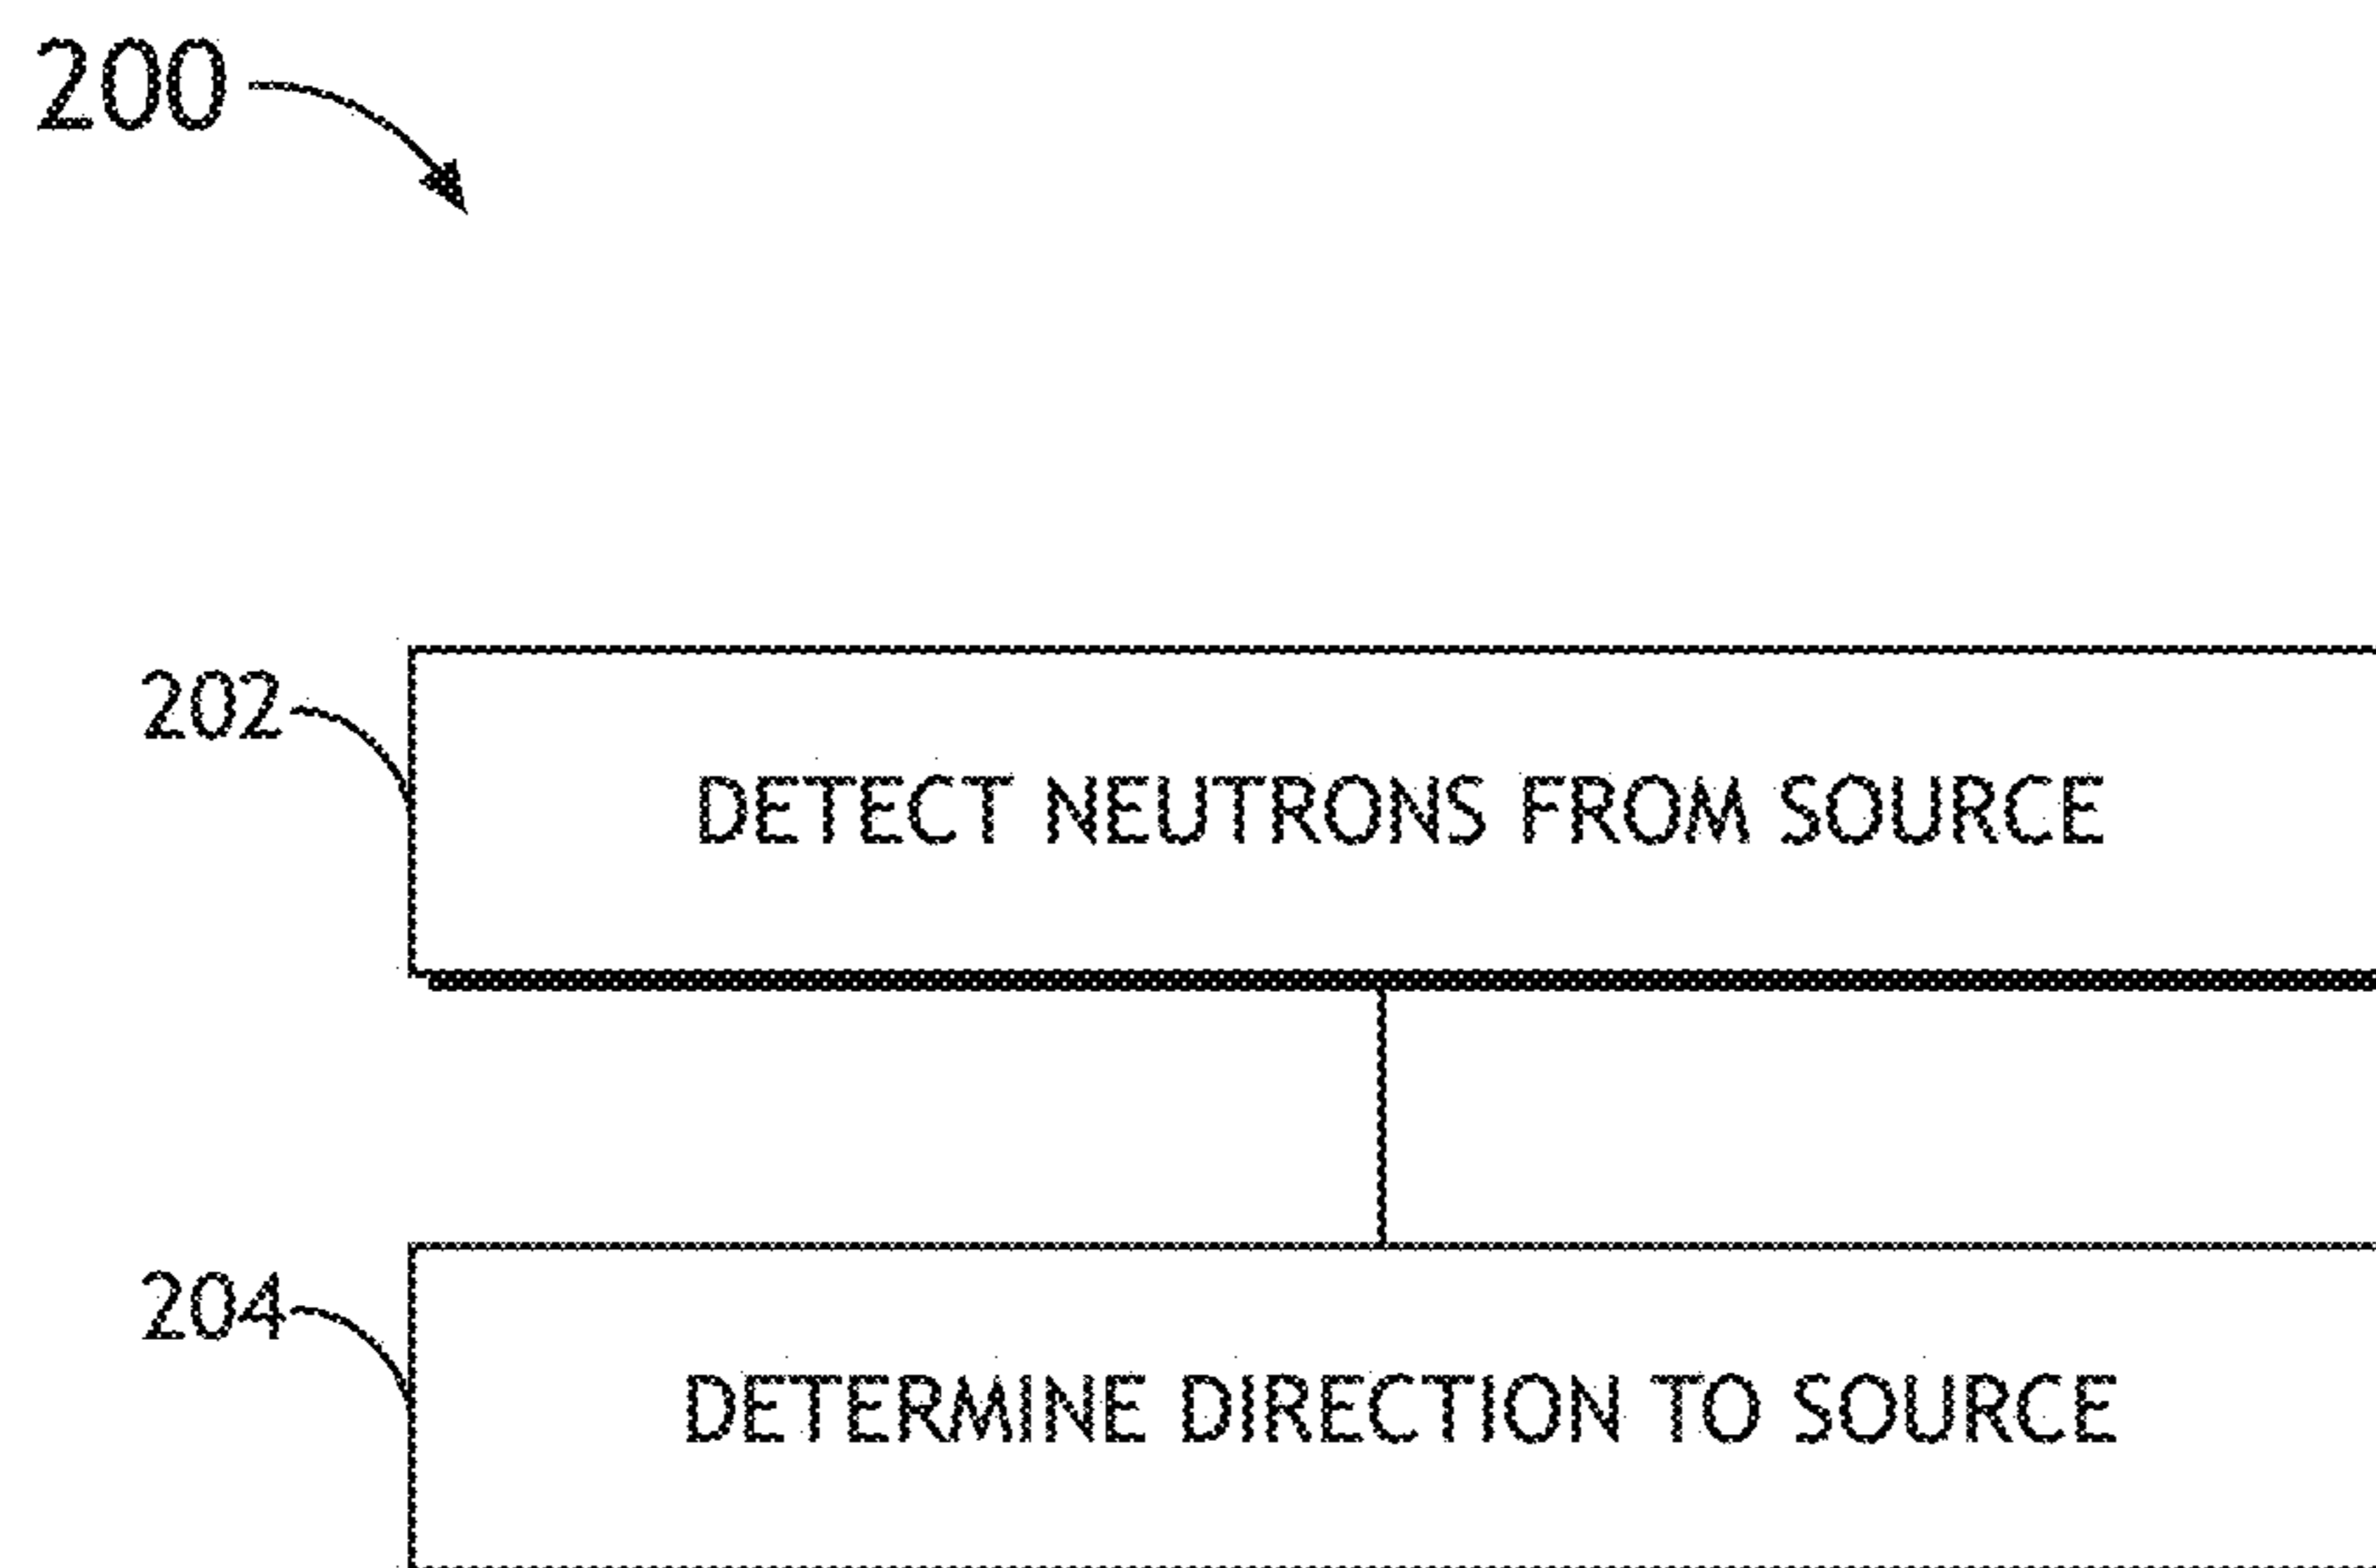 200
202
DETECT NEUTRONS FROM SOURCE
204
DETERMINE DIRECTION TO SOURCE